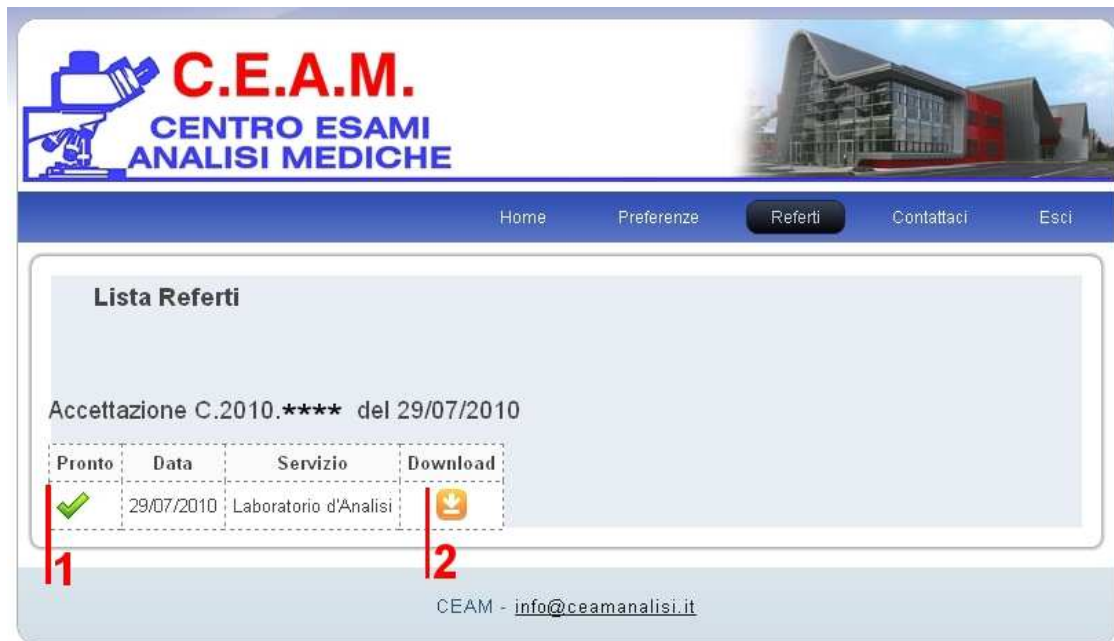 C.E.A.M.
CENTRO ESAMI
ANALISI MEDICHE
Home Preferenze Referti Contattaci Esci
Lista Referti
Accettazione C.2010.**** del 29/07/2010
Pronto Data Servizio Download
29/07/2010 Laboratorio d'Analisi
1 2
CEAM - info@ceamanalisi.it